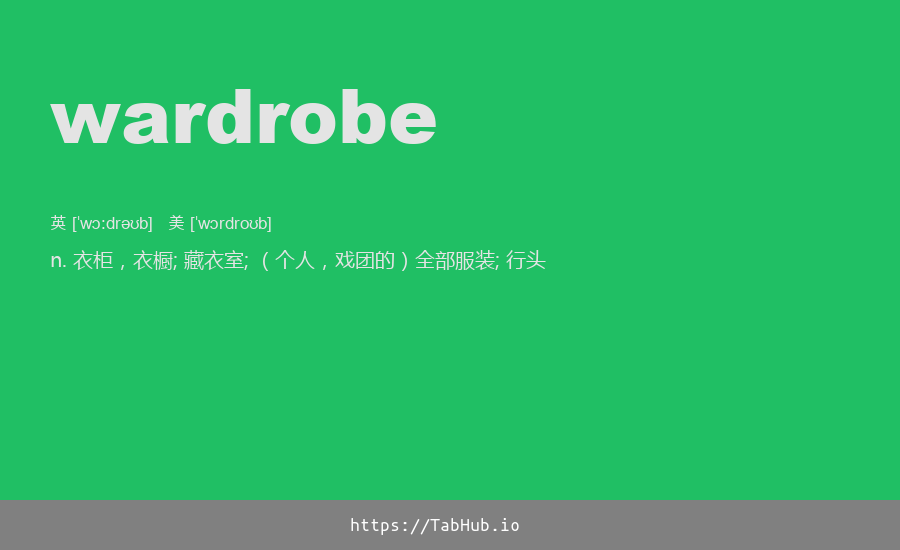 wardrobe
英 [ˈwɔːdrəʊb] 美 [ˈwɔrdroʊb]
n. 衣柜，衣橱; 藏衣室; （个人，戏团的）全部服装; 行头
https://TabHub.io